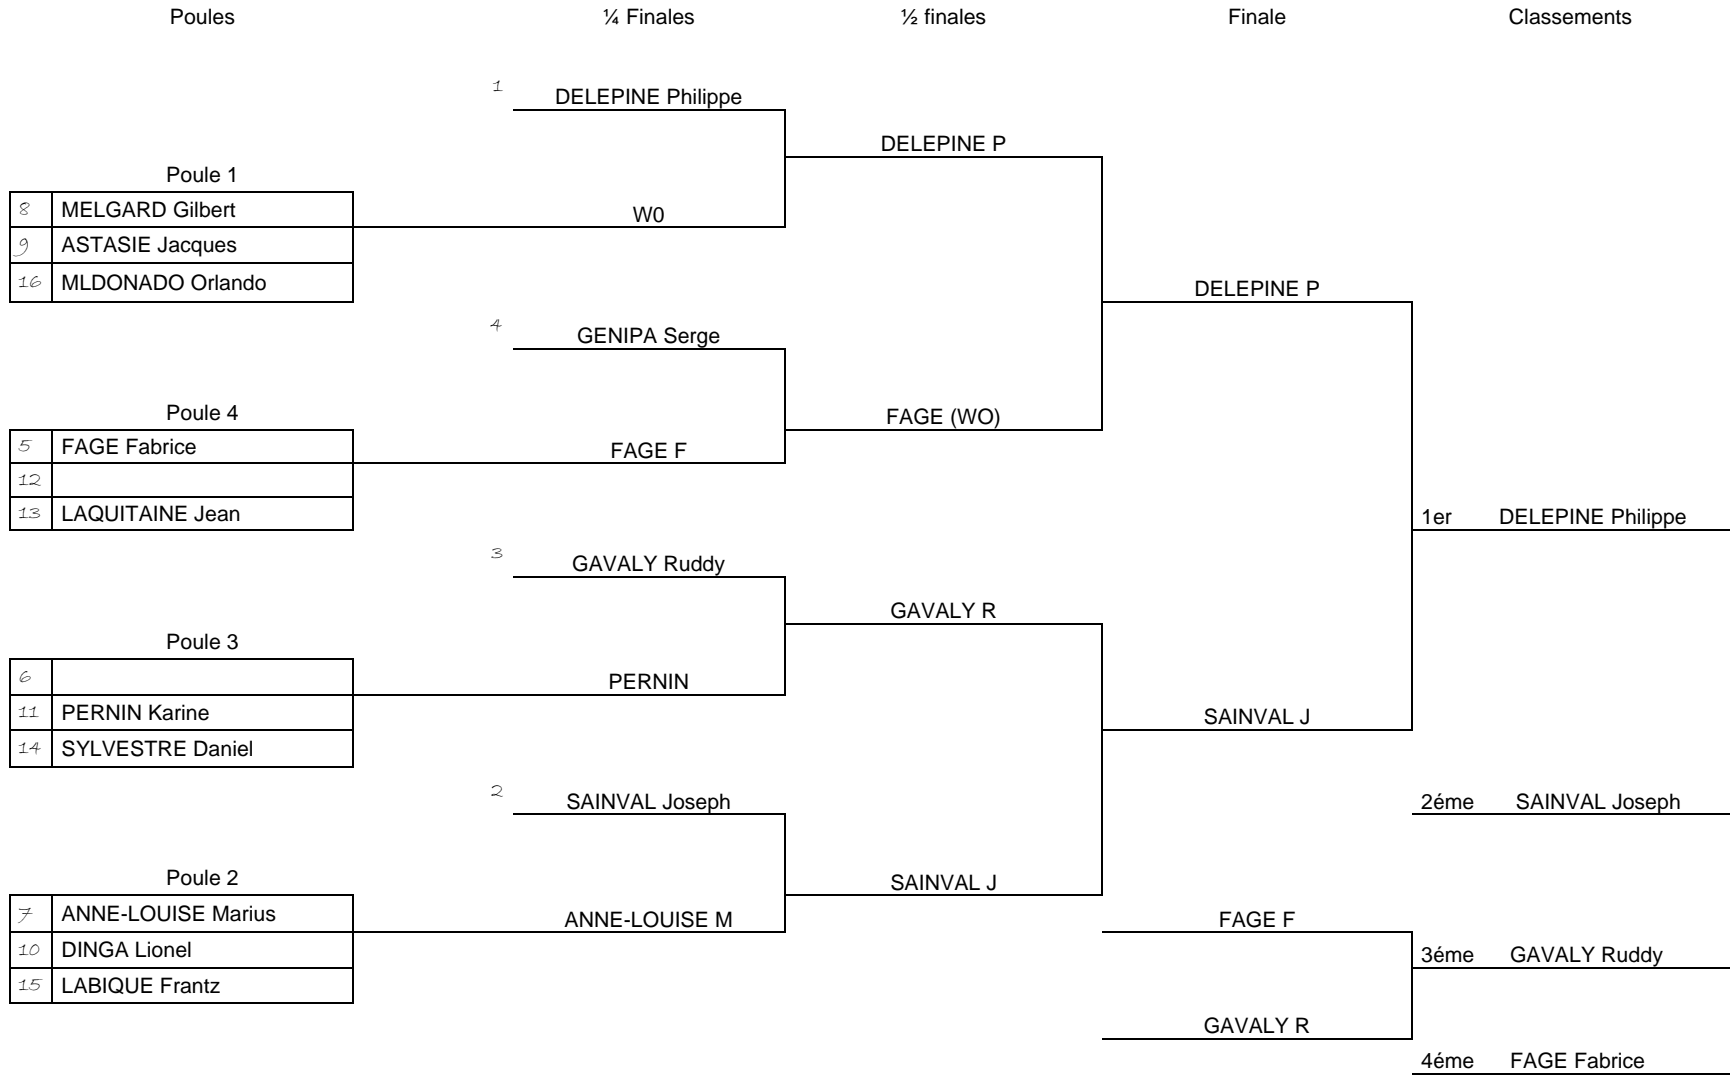 Poules ¼ Finales ½ finales Finale Classements
1 DELEPINE Philippe
DELEPINE P
Poule 1
8 MELGARD Gilbert W0
9 ASTASIE Jacques
16 MLDONADO Orlando DELEPINE P
4 GENIPA Serge
Poule 4 FAGE (WO)
5 FAGE Fabrice FAGE F
12
13 LAQUITAINE Jean 1er DELEPINE Philippe
3 GAVALY Ruddy
GAVALY R
Poule 3
6 PERNIN
11 PERNIN Karine SAINVAL J
14 SYLVESTRE Daniel
2 SAINVAL Joseph 2éme SAINVAL Joseph
Poule 2 SAINVAL J
7 ANNE-LOUISE Marius ANNE-LOUISE M FAGE F
10 DINGA Lionel 3éme GAVALY Ruddy
15 LABIQUE Frantz
GAVALY R
4éme FAGE Fabrice